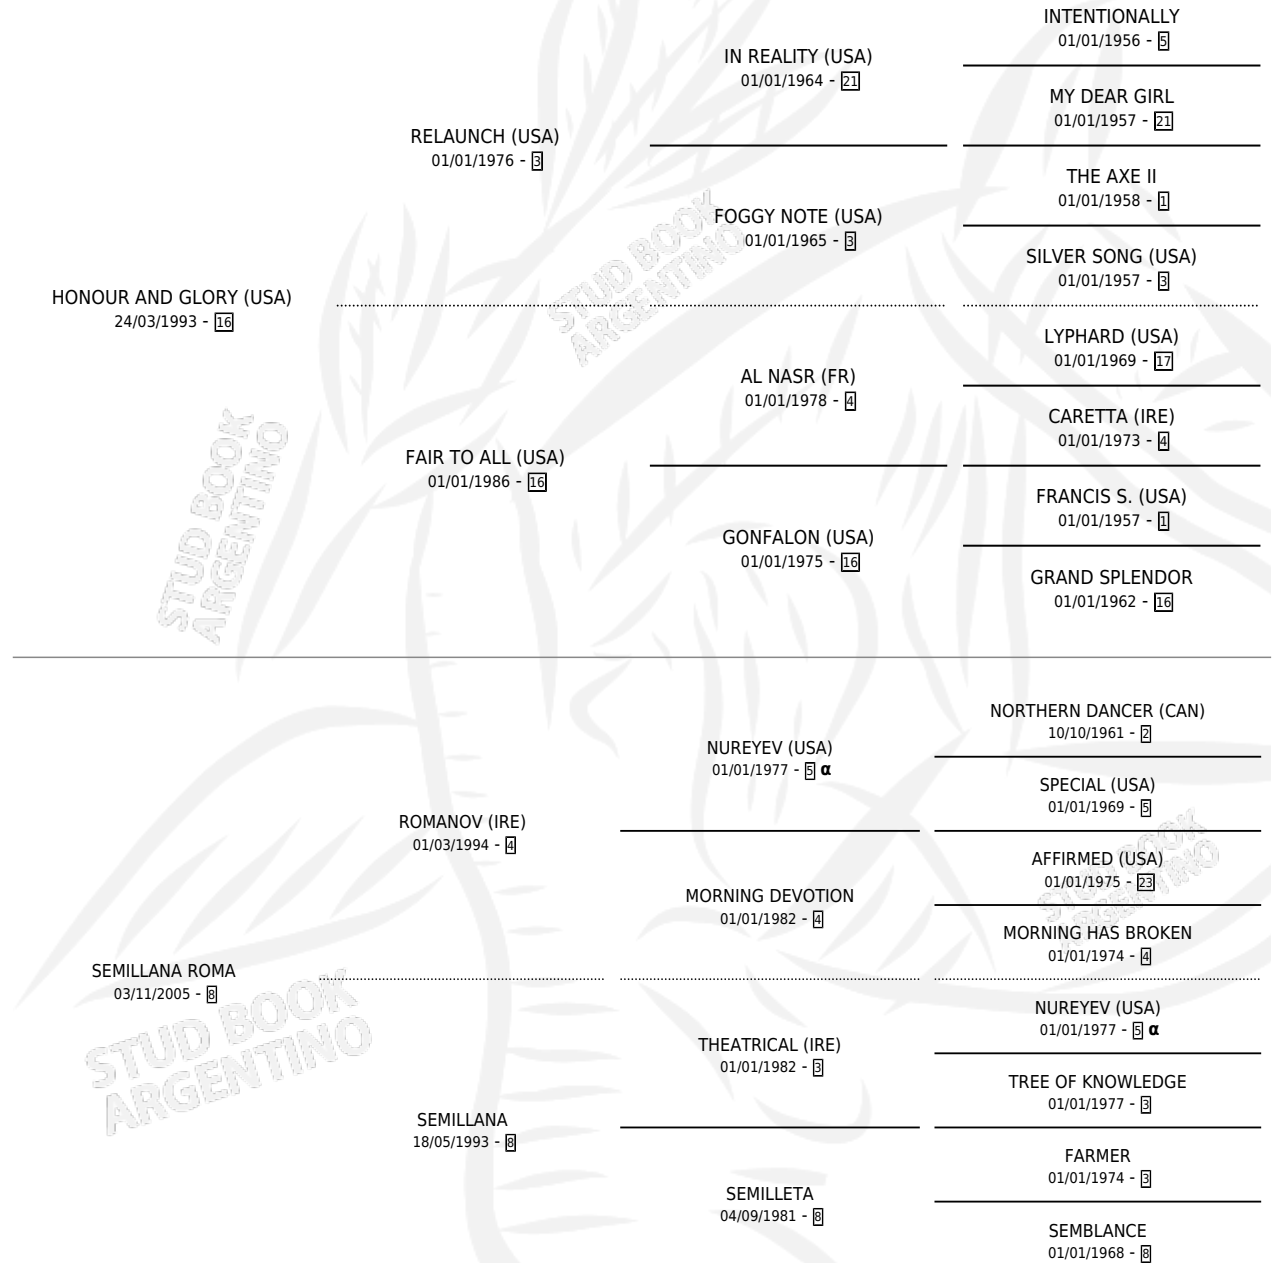 INTENTIONALLY
01/01/1956 - 5
IN REALITY (USA)
01/01/1964 - 21
MY DEAR GIRL
01/01/1957 - 21
RELAUNCH (USA)
01/01/1976 - 3
THE AXE II
01/01/1958 - 1
FOGGY NOTE (USA)
01/01/1965 - 3
SILVER SONG (USA)
01/01/1957 - 3
HONOUR AND GLORY (USA)
24/03/1993 - 16
LYPHARD (USA)
01/01/1969 - 17
AL NASR (FR)
01/01/1978 - 4
CARETTA (IRE)
01/01/1973 - 4
FAIR TO ALL (USA)
01/01/1986 - 16
FRANCIS S. (USA)
01/01/1957 - 1
GONFALON (USA)
01/01/1975 - 16
GRAND SPLENDOR
01/01/1962 - 16
NORTHERN DANCER (CAN)
10/10/1961 - 2
NUREYEV (USA)
01/01/1977 - 5 α
SPECIAL (USA)
01/01/1969 - 5
ROMANOV (IRE)
01/03/1994 - 4
AFFIRMED (USA)
01/01/1975 - 23
MORNING DEVOTION
01/01/1982 - 4
MORNING HAS BROKEN
01/01/1974 - 4
SEMILLANA ROMA
03/11/2005 - 8
NUREYEV (USA)
01/01/1977 - 5 α
THEATRICAL (IRE)
01/01/1982 - 3
TREE OF KNOWLEDGE
01/01/1977 - 3
SEMILLANA
18/05/1993 - 8
FARMER
01/01/1974 - 3
SEMILLETA
04/09/1981 - 8
SEMBLANCE
01/01/1968 - 8
STUD BOOK
ARGENTINO
STUD BOOK
ARGENTINO
STUD BOOK
ARGENTINO
STUD BOOK
ARGENTINO